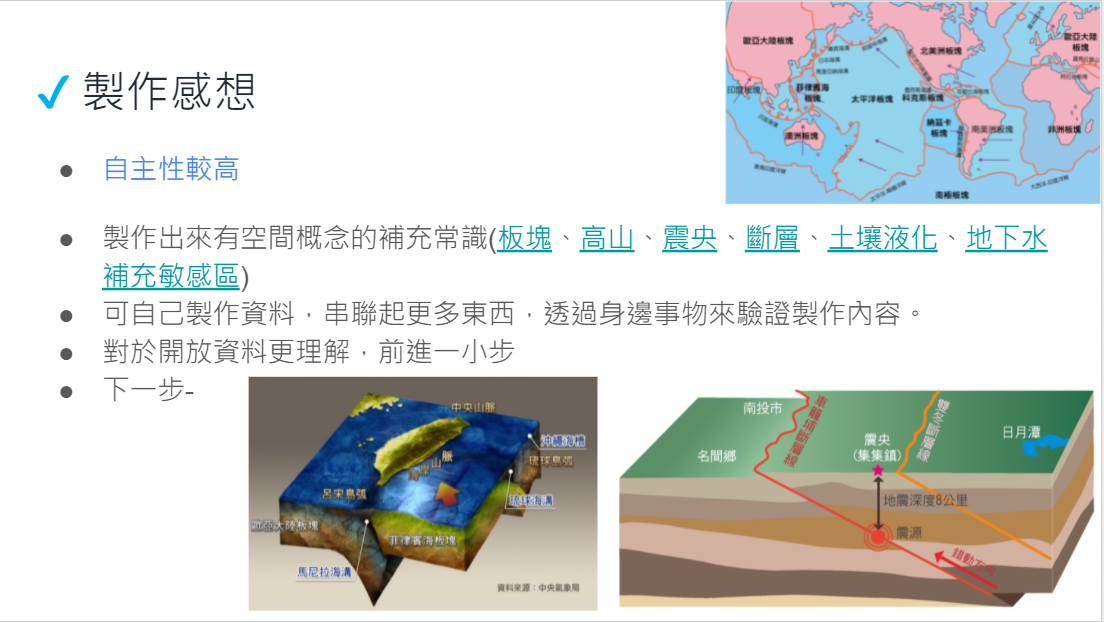 製作感想
● 自主性較高
● 製作出來有空間概念的補充常識(板塊、高山、震央、斷層、土壤液化、地下水
補充敏感區)
● 可自己製作資料，串聯起更多東西，透過身邊事物來驗證製作內容。
● 對於開放資料更理解，前進一小步
● 下一步-
歐亞大陸板塊
北美洲板塊
歐亞大陸
板塊
日本海溝
印度板塊
菲律賓海
板塊
太平洋板塊
科克斯板塊
納茲卡
板塊
南美洲板塊
非洲板塊
澳洲板塊
南極板塊
中央山脈
沖繩海槽
琉球島弧
海岸山脈
呂宋島弧
琉球海溝
歐亞大陸板塊
菲律賓海板塊
馬尼拉海溝
資料來源：中央氣象局
南投市
車籠埔斷層線
雙冬斷層線
名間鄉
震央
(集集鎮)
日月潭
地震深度8公里
震源
錯動方向